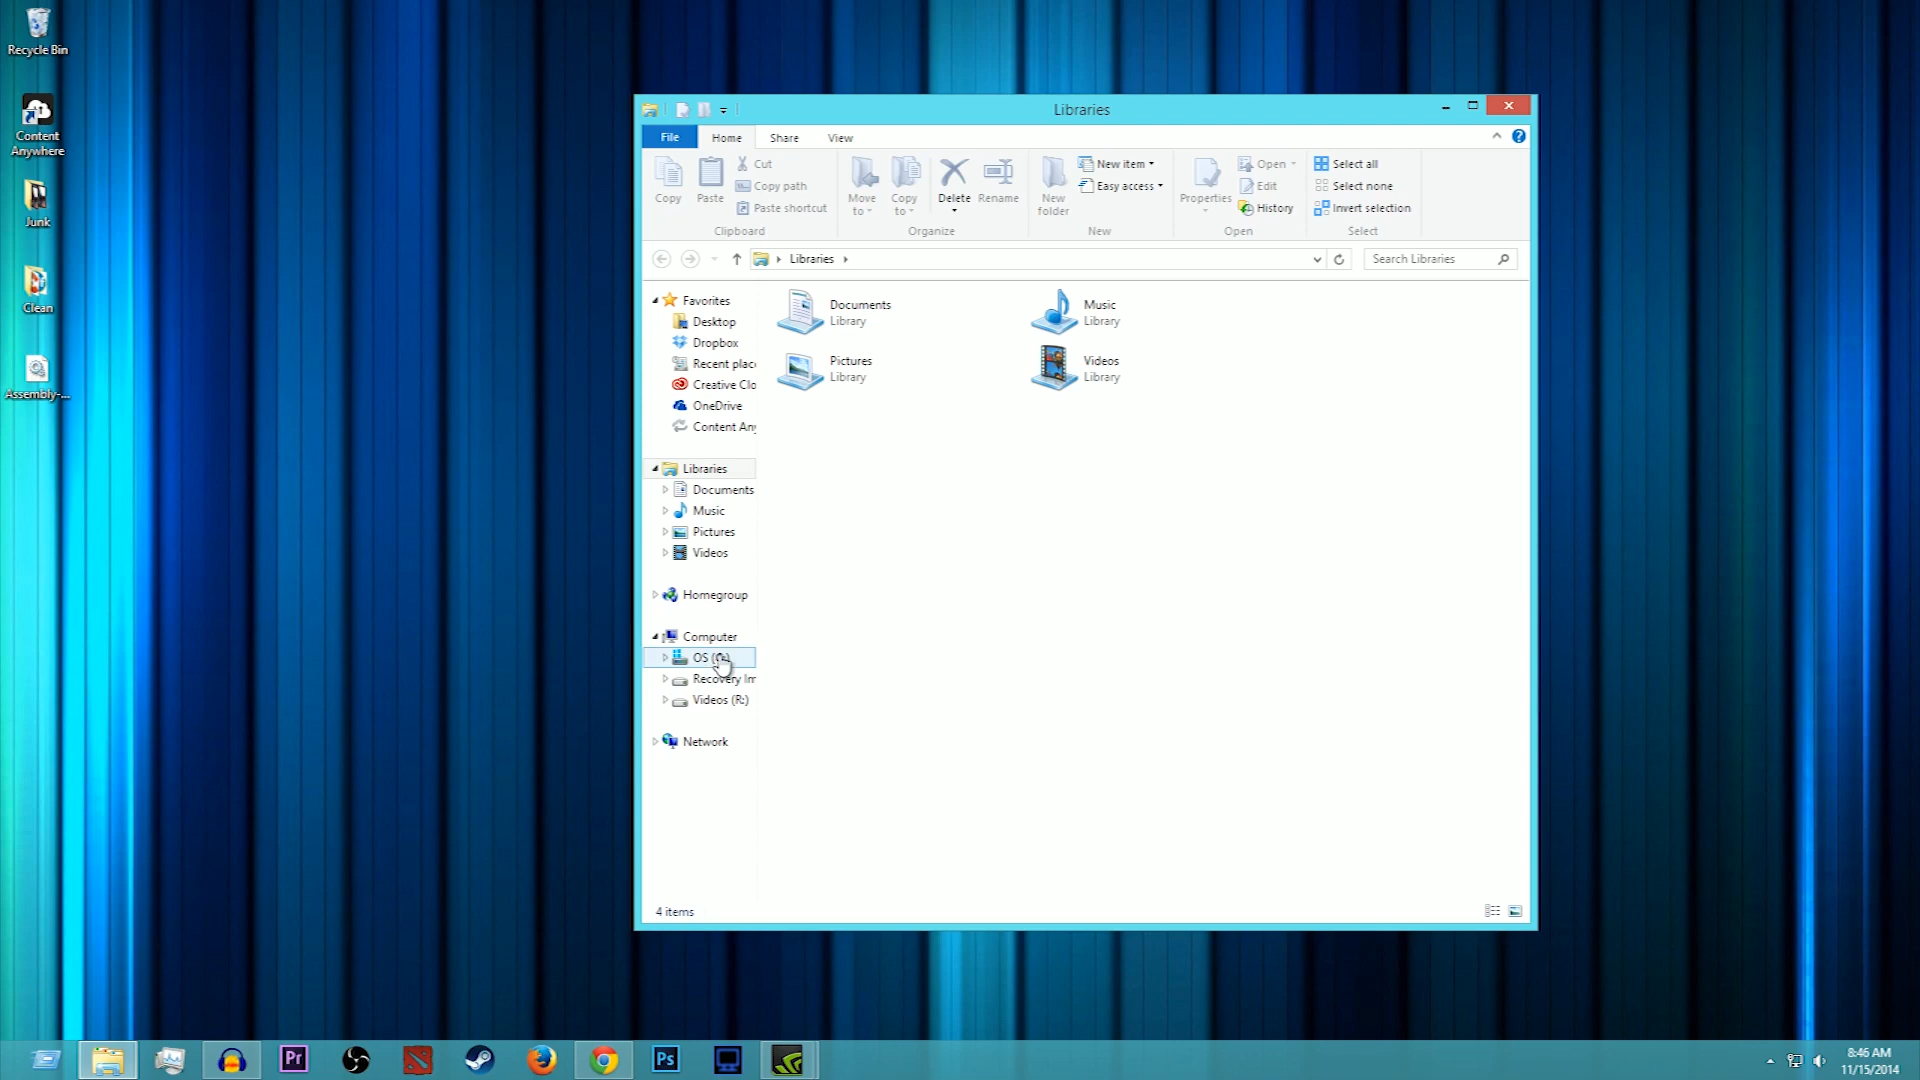 Recycle Bin
Content
Anywhere
Junk
Clean
Assembly-...
Libraries
File
Home
Share
View
Copy
Paste
Cut
Copy path
Paste shortcut
Clipboard
Move
to
Copy
to
Delete
Rename
Organize
New
folder
New item
Easy access
New
Properties
Open
Edit
History
Open
Select all
Select none
Invert selection
Select
Libraries
Search Libraries
Favorites
Desktop
Dropbox
Recent plac
Creative Clo
OneDrive
Content Any
Libraries
Documents
Music
Pictures
Videos
Homegroup
Computer
OS
Recovery Im
Videos (R:)
Network
Documents
Library
Music
Library
Pictures
Library
Videos
Library
4 items
Pr
Ps
8:46 AM
11/15/2014